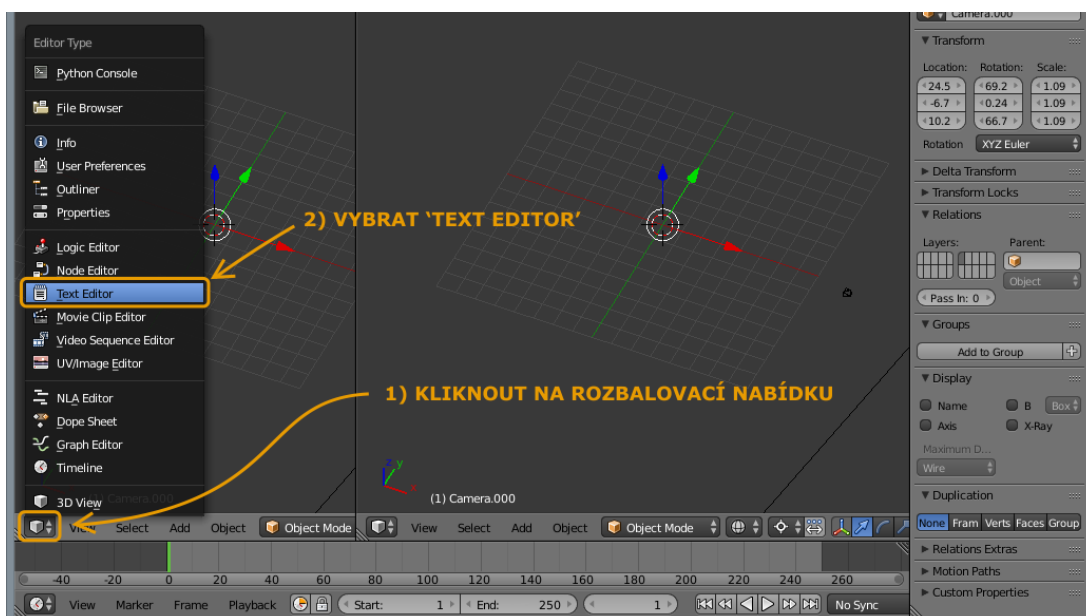 Camera.000
Editor Type
Python Console
File Browser
Info
User Preferences
Outliner
Properties
Logic Editor
Node Editor
Text Editor
Movie Clip Editor
Video Sequence Editor
UV/Image Editor
NLA Editor
Dope Sheet
Graph Editor
Timeline
3D View
2) VYBRAT ‘TEXT EDITOR’
1) KLIKNOUT NA ROZBALOVACÍ NABÍDKU
(1) Camera.000
z y
x
(1) Camera.000
View Select Add Object Object Mode
View Select Add Object Object Mode
-40 -20 0 20 40 60 80 100 120 140 160 180 200 220 240 260
View Marker Frame Playback Start: 1 End: 250 1 No Sync
Transform
Location: Rotation: Scale:
24.5 69.2 1.09
-6.7 0.24 1.09
10.2 66.7 1.09
Rotation XYZ Euler
Delta Transform
Transform Locks
Relations
Layers: Parent:
Object
Pass In: 0
Groups
Add to Group
Display
Name B Box
Axis X-Ray
Maximum D...
Wire
Duplication
None Fram Verts Faces Group
Relations Extras
Motion Paths
Custom Properties